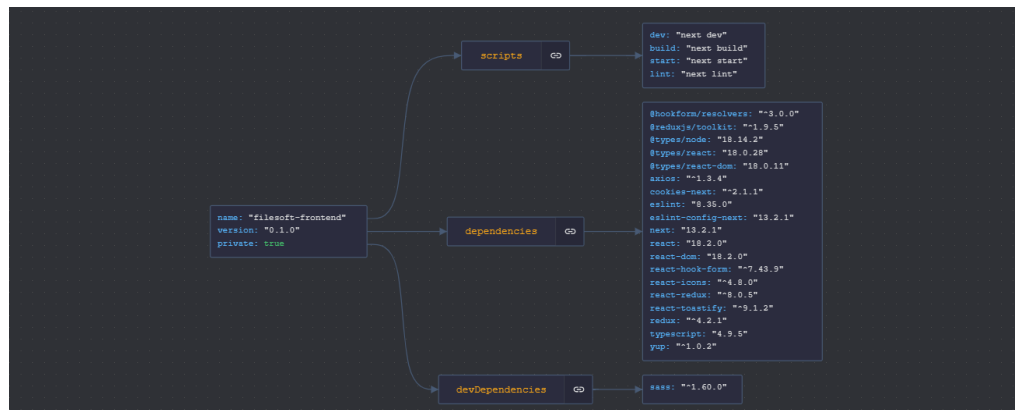 name: "filesoft-frontend"
version: "0.1.0"
private: true
scripts
dev: "next dev"
build: "next build"
start: "next start"
lint: "next lint"
dependencies
@hookform/resolvers: "^3.0.0"
@reduxjs/toolkit: "^1.9.5"
@types/node: "18.14.2"
@types/react: "18.0.28"
@types/react-dom: "18.0.11"
axios: "^1.3.4"
cookies-next: "^2.1.1"
eslint: "8.35.0"
eslint-config-next: "13.2.1"
next: "13.2.1"
react: "18.2.0"
react-dom: "18.2.0"
react-hook-form: "^7.43.9"
react-icons: "^4.8.0"
react-redux: "^8.0.5"
react-toastify: "^9.1.2"
redux: "^4.2.1"
typescript: "4.9.5"
yup: "^1.0.2"
devDependencies
sass: "^1.60.0"